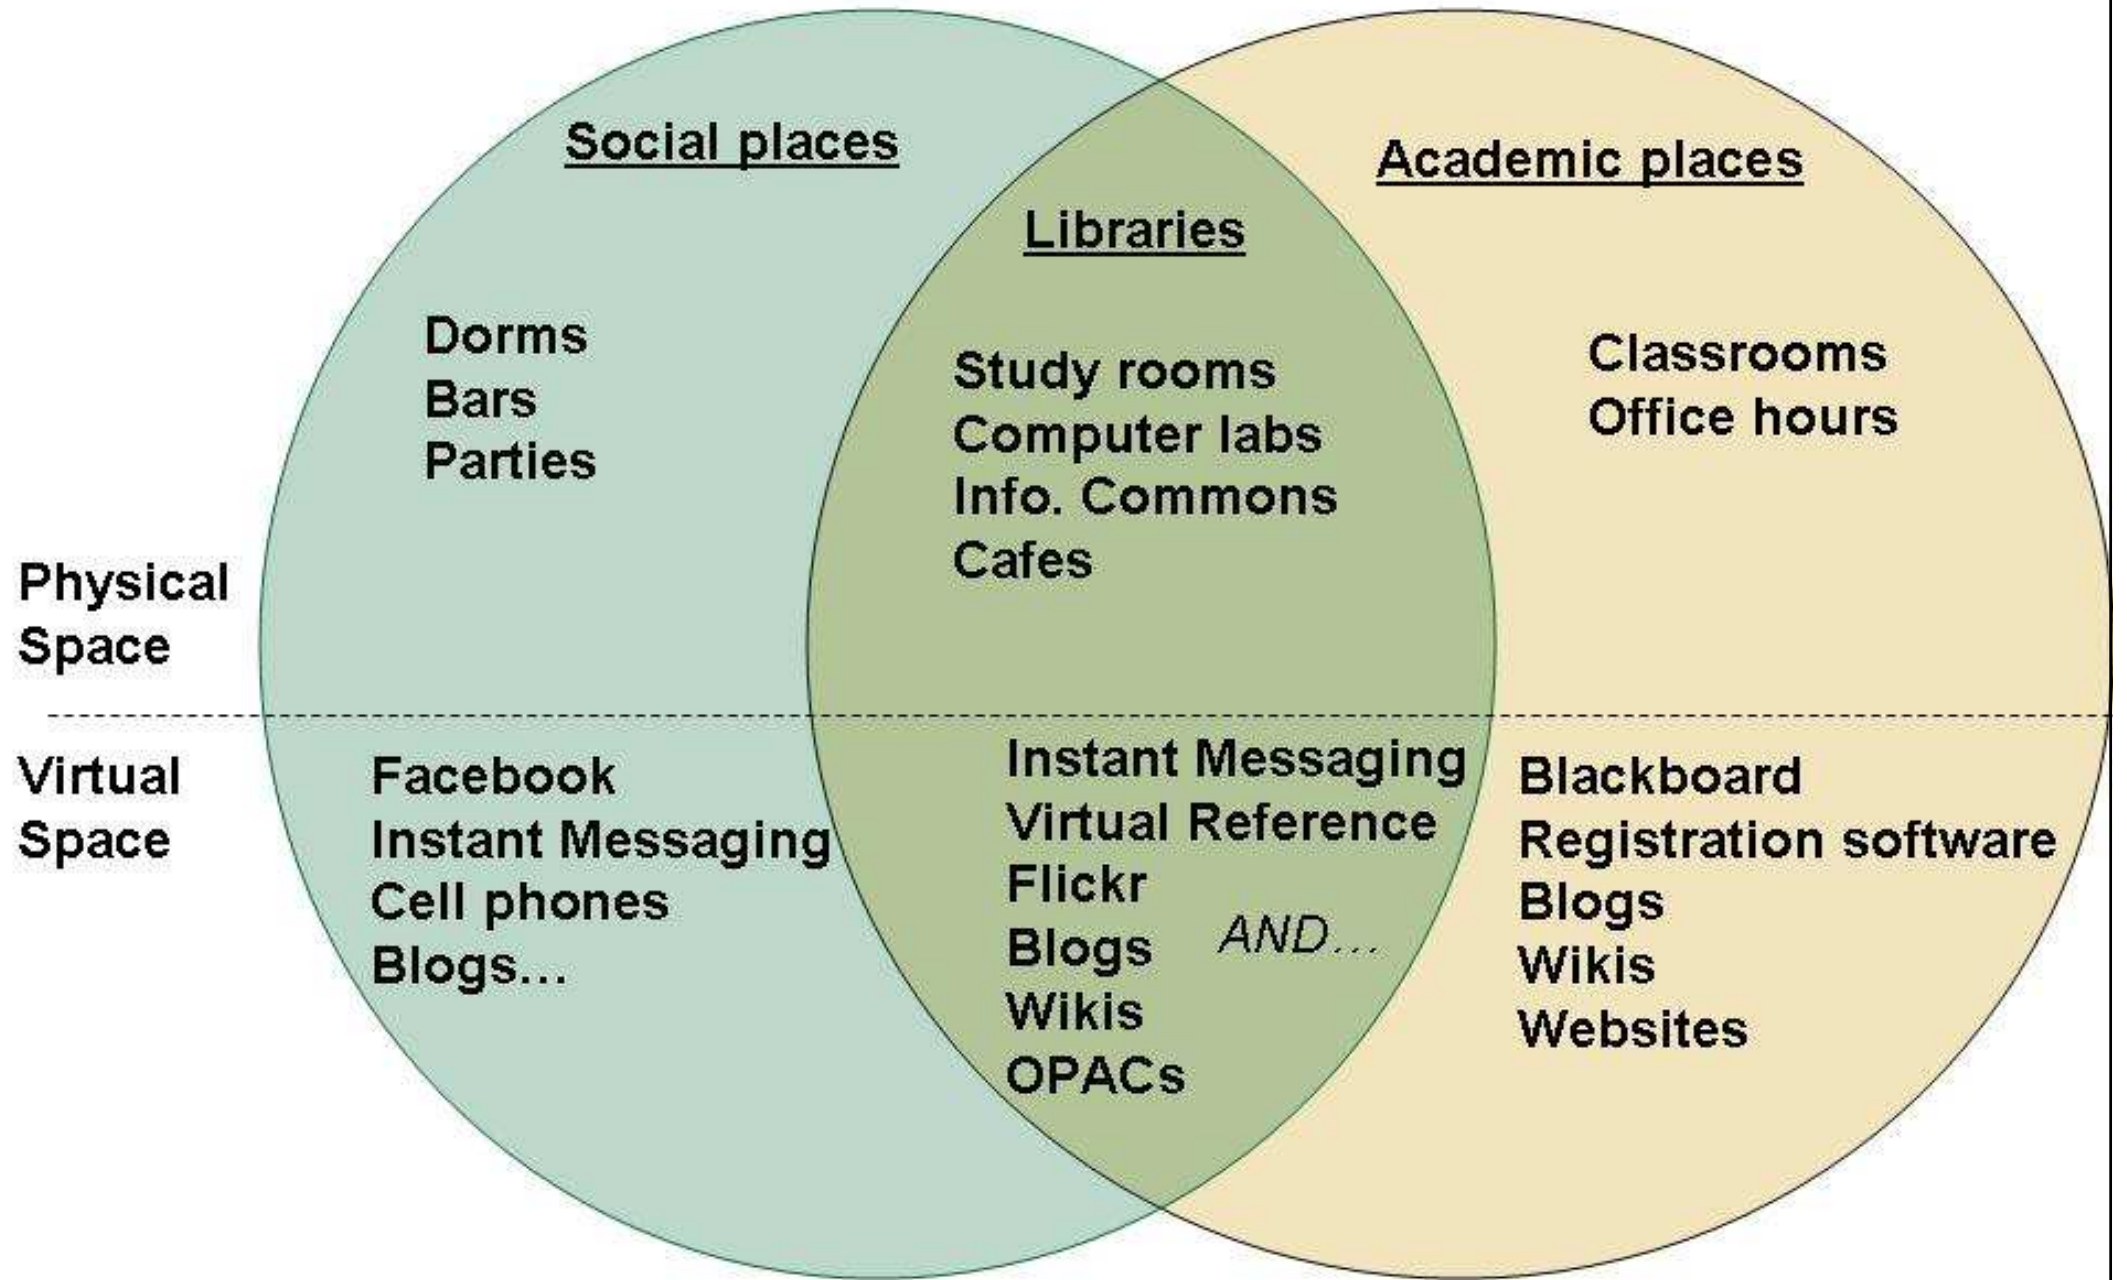 Social places
Academic places
Libraries
Dorms
Bars
Parties
Study rooms
Computer labs
Info. Commons
Cafes
Classrooms
Office hours
Physical
Space
Virtual
Space
Facebook
Instant Messaging
Cell phones
Blogs...
Instant Messaging
Virtual Reference
Flickr
Blogs
AND...
Wikis
OPACs
Blackboard
Registration software
Blogs
Wikis
Websites